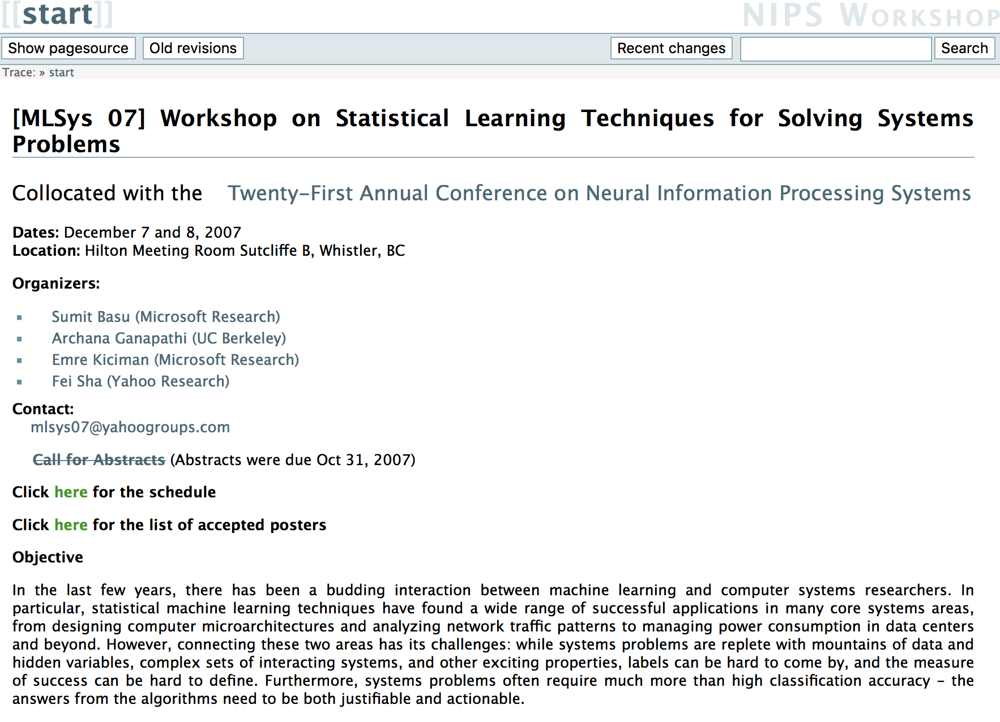 [[start]]
NIPS Workshop
Show pagesource Old revisions Recent changes Search
Trace: » start
[MLSys 07] Workshop on Statistical Learning Techniques for Solving Systems
Problems
Collocated with the Twenty-First Annual Conference on Neural Information Processing Systems
Dates: December 7 and 8, 2007
Location: Hilton Meeting Room Sutcliffe B, Whistler, BC
Organizers:
Sumit Basu (Microsoft Research)
Archana Ganapathi (UC Berkeley)
Emre Kiciman (Microsoft Research)
Fei Sha (Yahoo Research)
Contact:
mlsys07@yahoogroups.com
Call for Abstracts (Abstracts were due Oct 31, 2007)
Click here for the schedule
Click here for the list of accepted posters
Objective
In the last few years, there has been a budding interaction between machine learning and computer systems researchers. In
particular, statistical machine learning techniques have found a wide range of successful applications in many core systems areas,
from designing computer microarchitectures and analyzing network traffic patterns to managing power consumption in data centers
and beyond. However, connecting these two areas has its challenges: while systems problems are replete with mountains of data and
hidden variables, complex sets of interacting systems, and other exciting properties, labels can be hard to come by, and the measure
of success can be hard to define. Furthermore, systems problems often require much more than high classification accuracy – the
answers from the algorithms need to be both justifiable and actionable.